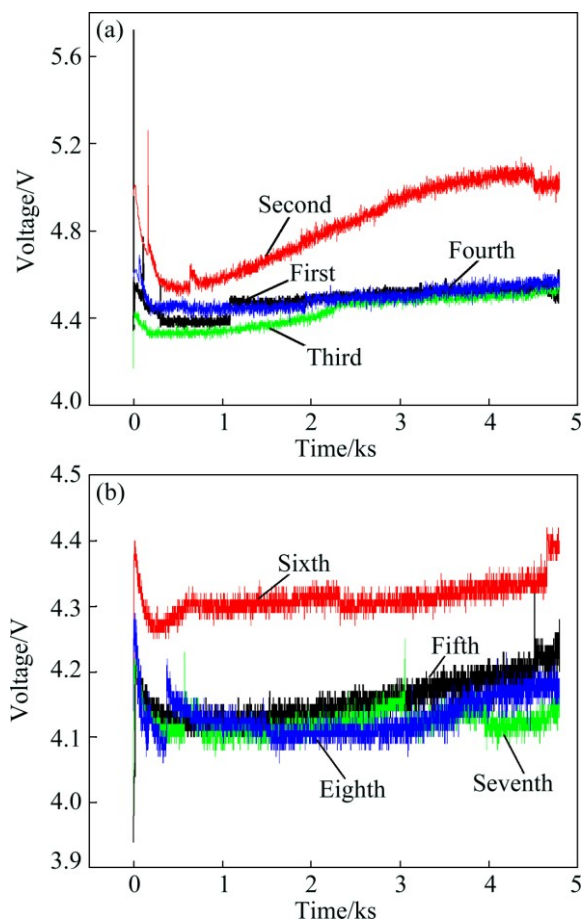 (a)
5.6
5.2
4.8
4.4
4.0
Voltage/V
Second
First
Fourth
Third
0 1 2 3 4 5
Time/ks
(b)
4.5
4.4
4.3
4.2
4.1
4.0
3.9
Voltage/V
Sixth
Fifth
Eighth
Seventh
0 1 2 3 4 5
Time/ks